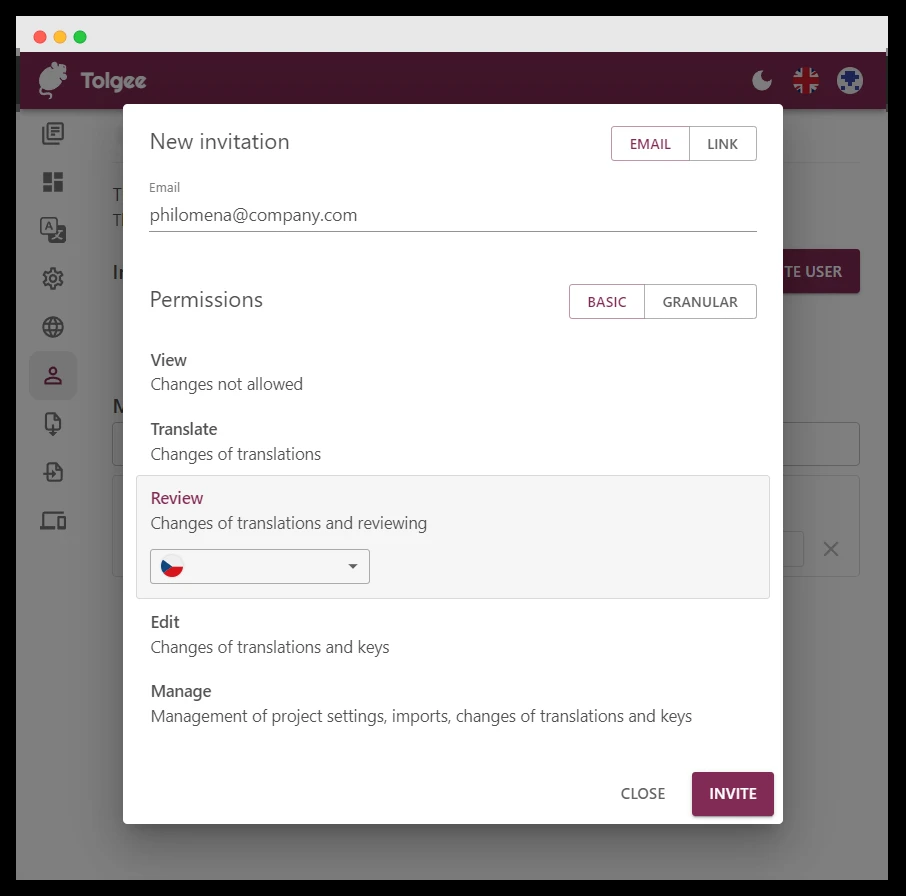 Tolgee
New invitation
EMAIL LINK
Email
philomena@company.com
TE USER
Permissions
BASIC GRANULAR
View
Changes not allowed
Translate
Changes of translations
Review
Changes of translations and reviewing
Edit
Changes of translations and keys
Manage
Management of project settings, imports, changes of translations and keys
CLOSE INVITE